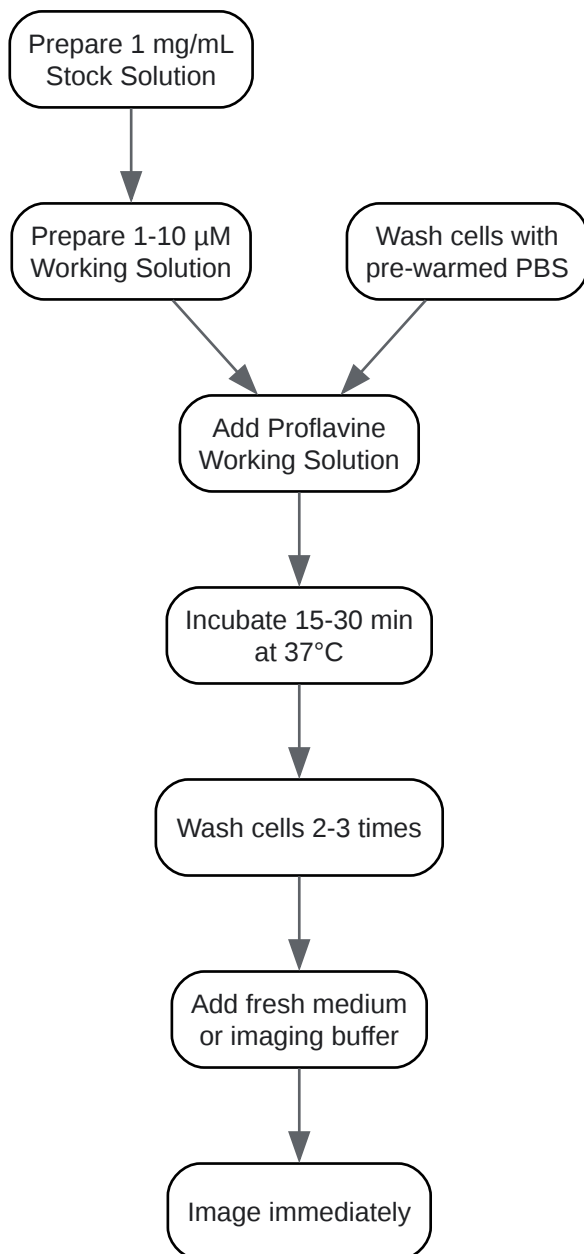 Prepare 1 mg/mL
Stock Solution
Prepare 1-10 µM
Working Solution
Wash cells with
pre-warmed PBS
Add Proflavine
Working Solution
Incubate 15-30 min
at 37°C
Wash cells 2-3 times
Add fresh medium
or imaging buffer
Image immediately